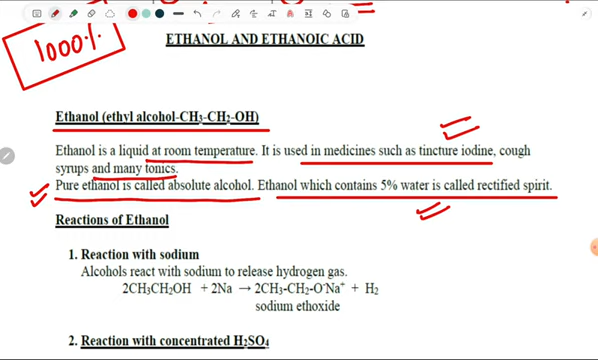 1000%
ETHANOL AND ETHANOIC ACID
Ethanol (ethyl alcohol-CH₃-CH₂-OH)
Ethanol is a liquid at room temperature. It is used in medicines such as tincture iodine, cough
syrups and many tonics.
Pure ethanol is called absolute alcohol. Ethanol which contains 5% water is called rectified spirit.
Reactions of Ethanol
1. Reaction with sodium
Alcohols react with sodium to release hydrogen gas.
2CH₃CH₂OH + 2Na → 2CH₃-CH₂-O⁻Na⁺ + H₂
sodium ethoxide
2. Reaction with concentrated H₂SO₄